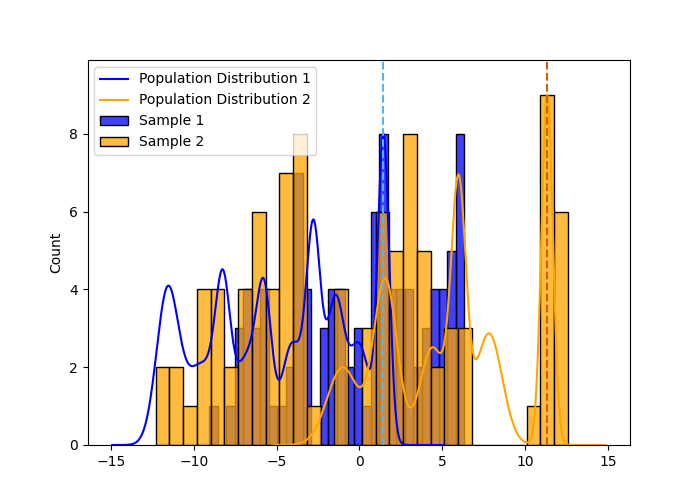 Population Distribution 1
Population Distribution 2
Sample 1
Sample 2
Count
8
6
4
2
0
−15
−10
−5
0
5
10
15